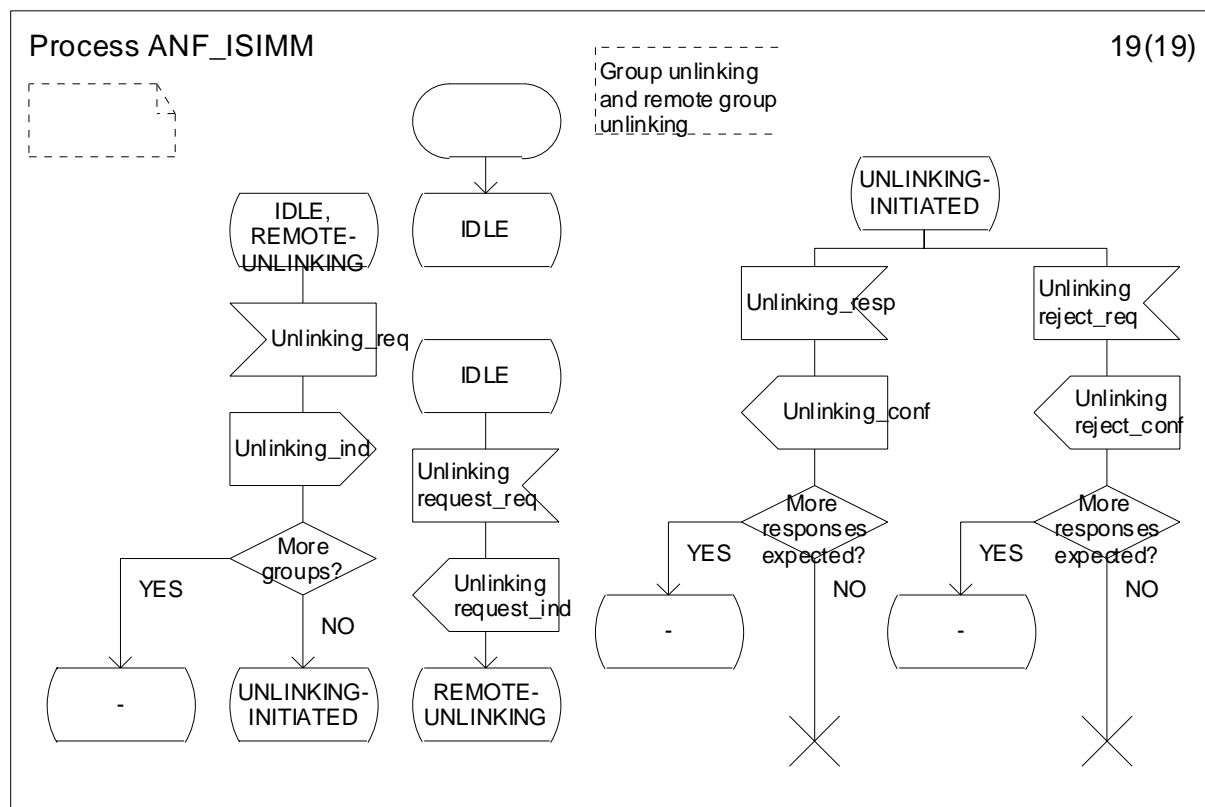 Process ANF_ISIMM
19(19)
Group unlinking
and remote group
unlinking
IDLE,
REMOTE-
UNLINKING
Unlinking_req
Unlinking_ind
More
groups?
YES
NO
-
UNLINKING-
INITIATED
IDLE
IDLE
Unlinking
request_req
Unlinking
request_ind
REMOTE-
UNLINKING
UNLINKING-
INITIATED
Unlinking_resp
Unlinking_conf
More
responses
expected?
YES
NO
-
Unlinking
reject_req
Unlinking
reject_conf
More
responses
expected?
YES
NO
-